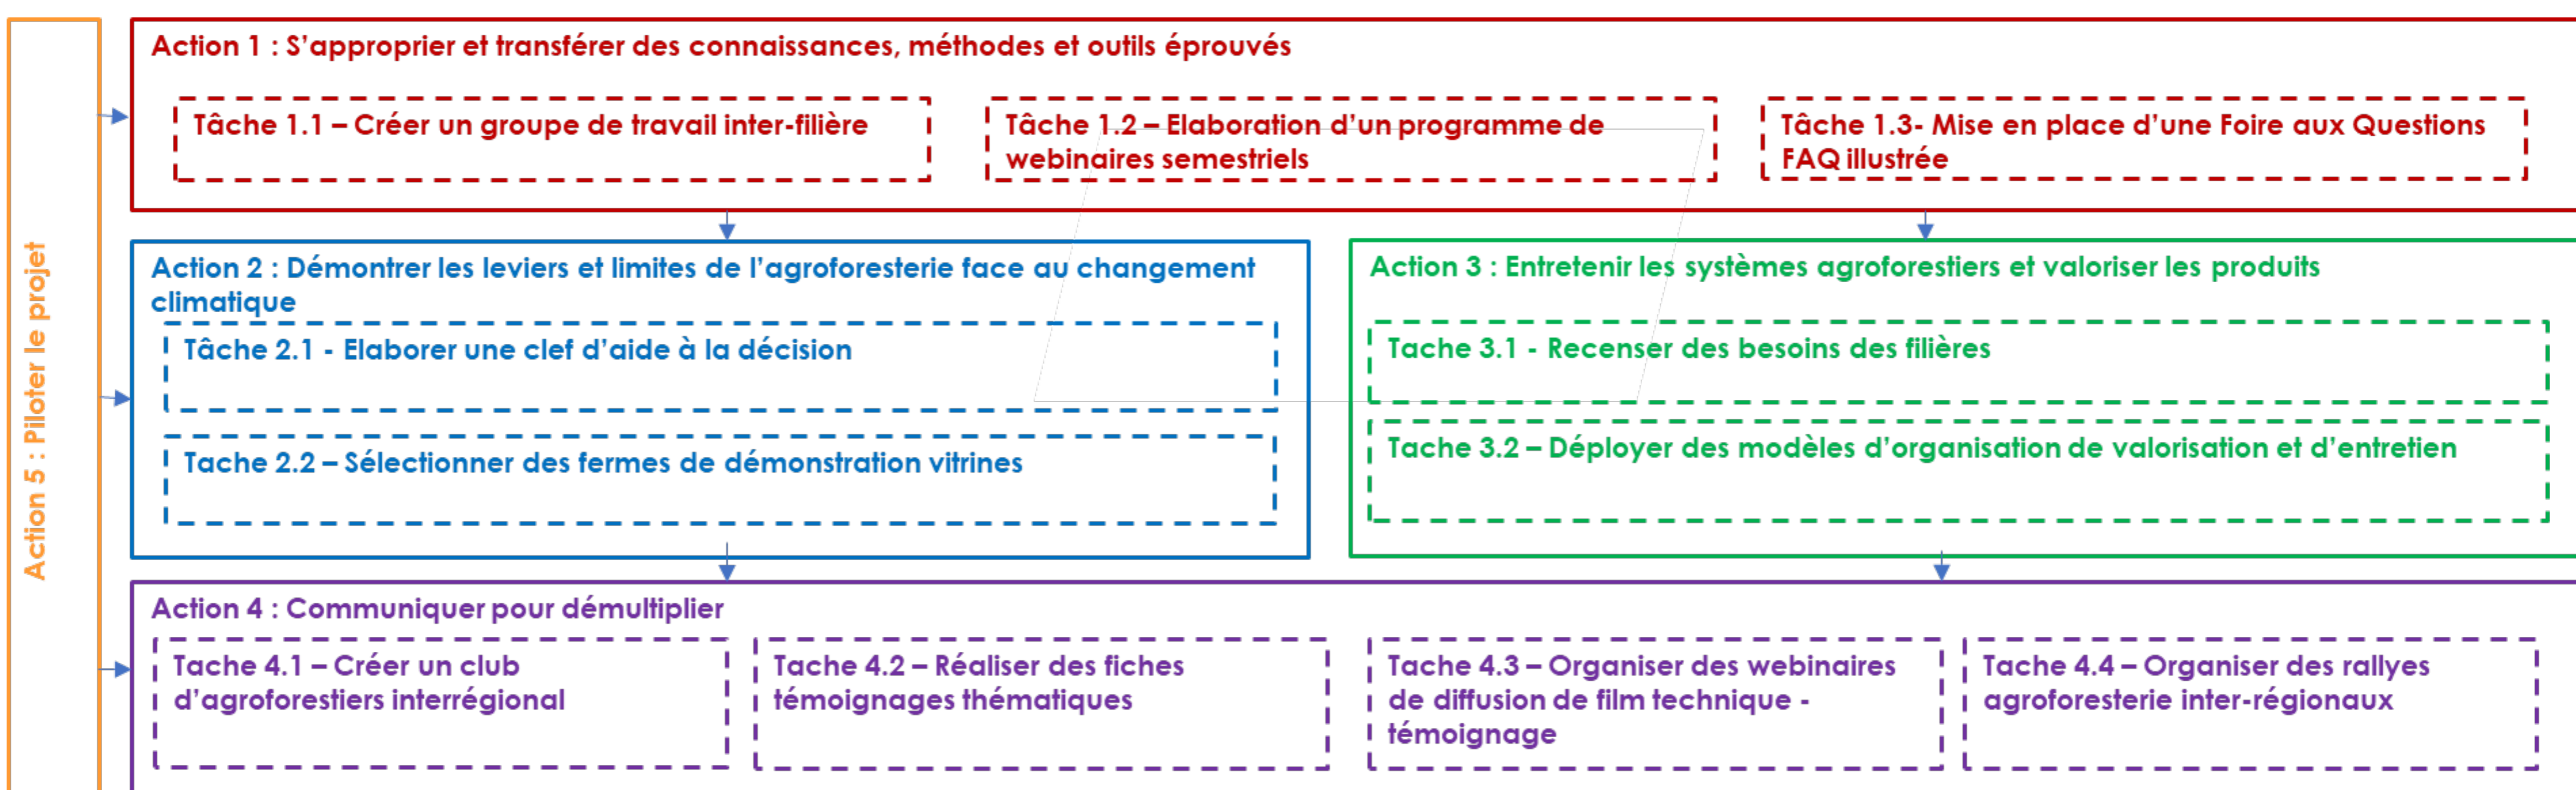 Action 5 : Piloter le projet
Action 1 : S’approprier et transférer des connaissances, méthodes et outils éprouvés
Tâche 1.1 – Créer un groupe de travail inter-filière
Tâche 1.2 – Elaboration d’un programme de
webinaires semestriels
Tâche 1.3- Mise en place d’une Foire aux Questions
FAQ illustrée
Action 2 : Démontrer les leviers et limites de l’agroforesterie face au changement
climatique
Tâche 2.1 - Elaborer une clef d’aide à la décision
Tache 2.2 – Sélectionner des fermes de démonstration vitrines
Action 3 : Entretenir les systèmes agroforestiers et valoriser les produits
Tache 3.1 - Recenser des besoins des filières
Tache 3.2 – Déployer des modèles d’organisation de valorisation et d’entretien
Action 4 : Communiquer pour démultiplier
Tache 4.1 – Créer un club
d’agroforestiers interrégional
Tache 4.2 – Réaliser des fiches
témoignages thématiques
Tache 4.3 – Organiser des webinaires
de diffusion de film technique -
témoignage
Tache 4.4 – Organiser des rallyes
agroforesterie inter-régionaux